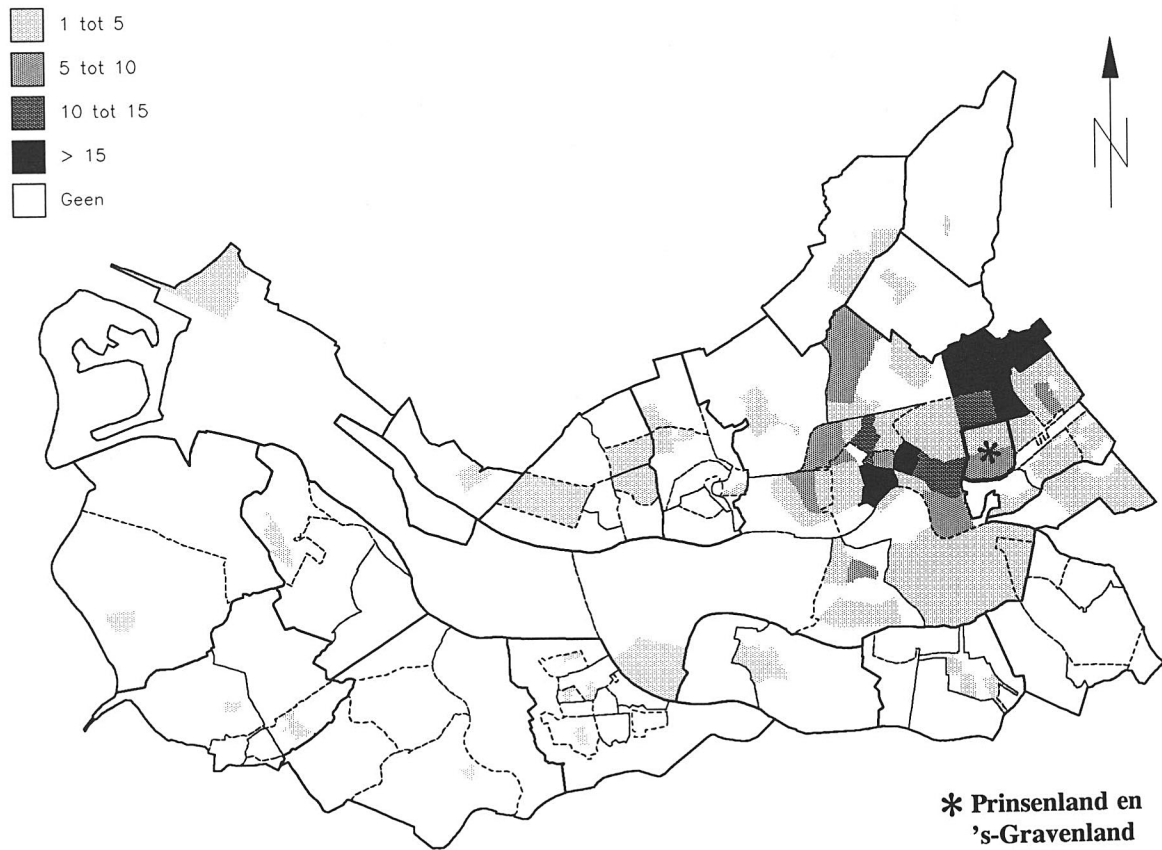 1 tot 5
5 tot 10
10 tot 15
> 15
Geen
N
* Prinsenland en
's-Gravenland